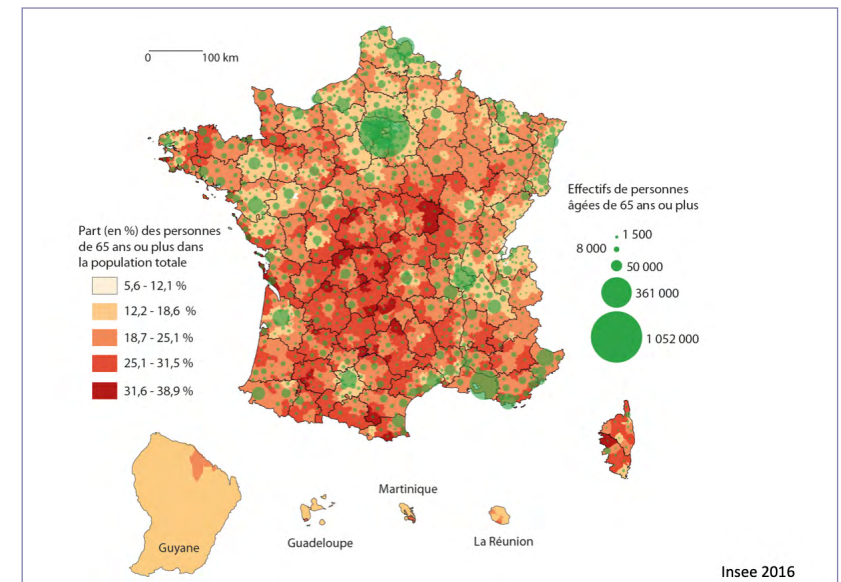 0 100 km
Effectifs de personnes
âgées de 65 ans ou plus
1 500
8 000
50 000
361 000
1 052 000
Part (en %) des personnes
de 65 ans ou plus dans
la population totale
5,6 - 12,1 %
12,2 - 18,6 %
18,7 - 25,1 %
25,1 - 31,5 %
31,6 - 38,9 %
Guyane
Guadeloupe
Martinique
La Réunion
Insee 2016